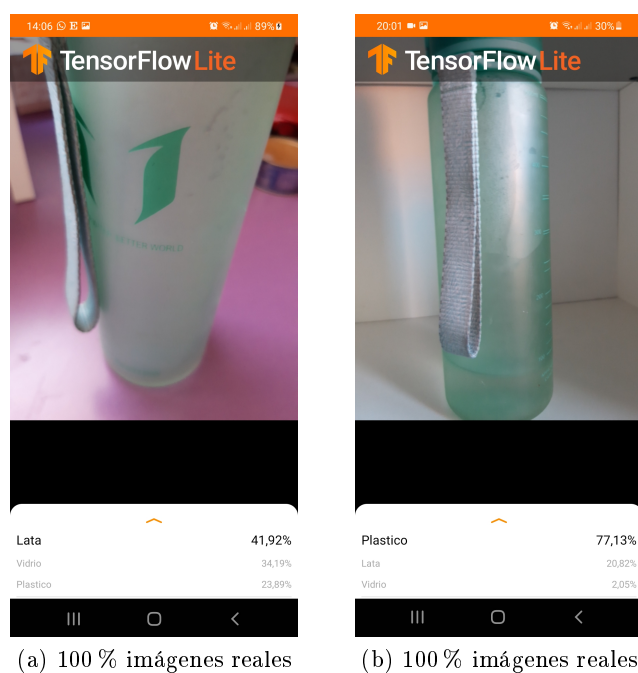 14:06 89%
TensorFlow Lite
LETTER WORLD
Lata 41,92%
Vidrio 34,19%
Plastico 23,89%
(a) 100 % imágenes reales
20:01 30%
TensorFlow Lite
Plastico 77,13%
Lata 20,82%
Vidrio 2,05%
(b) 100 % imágenes reales